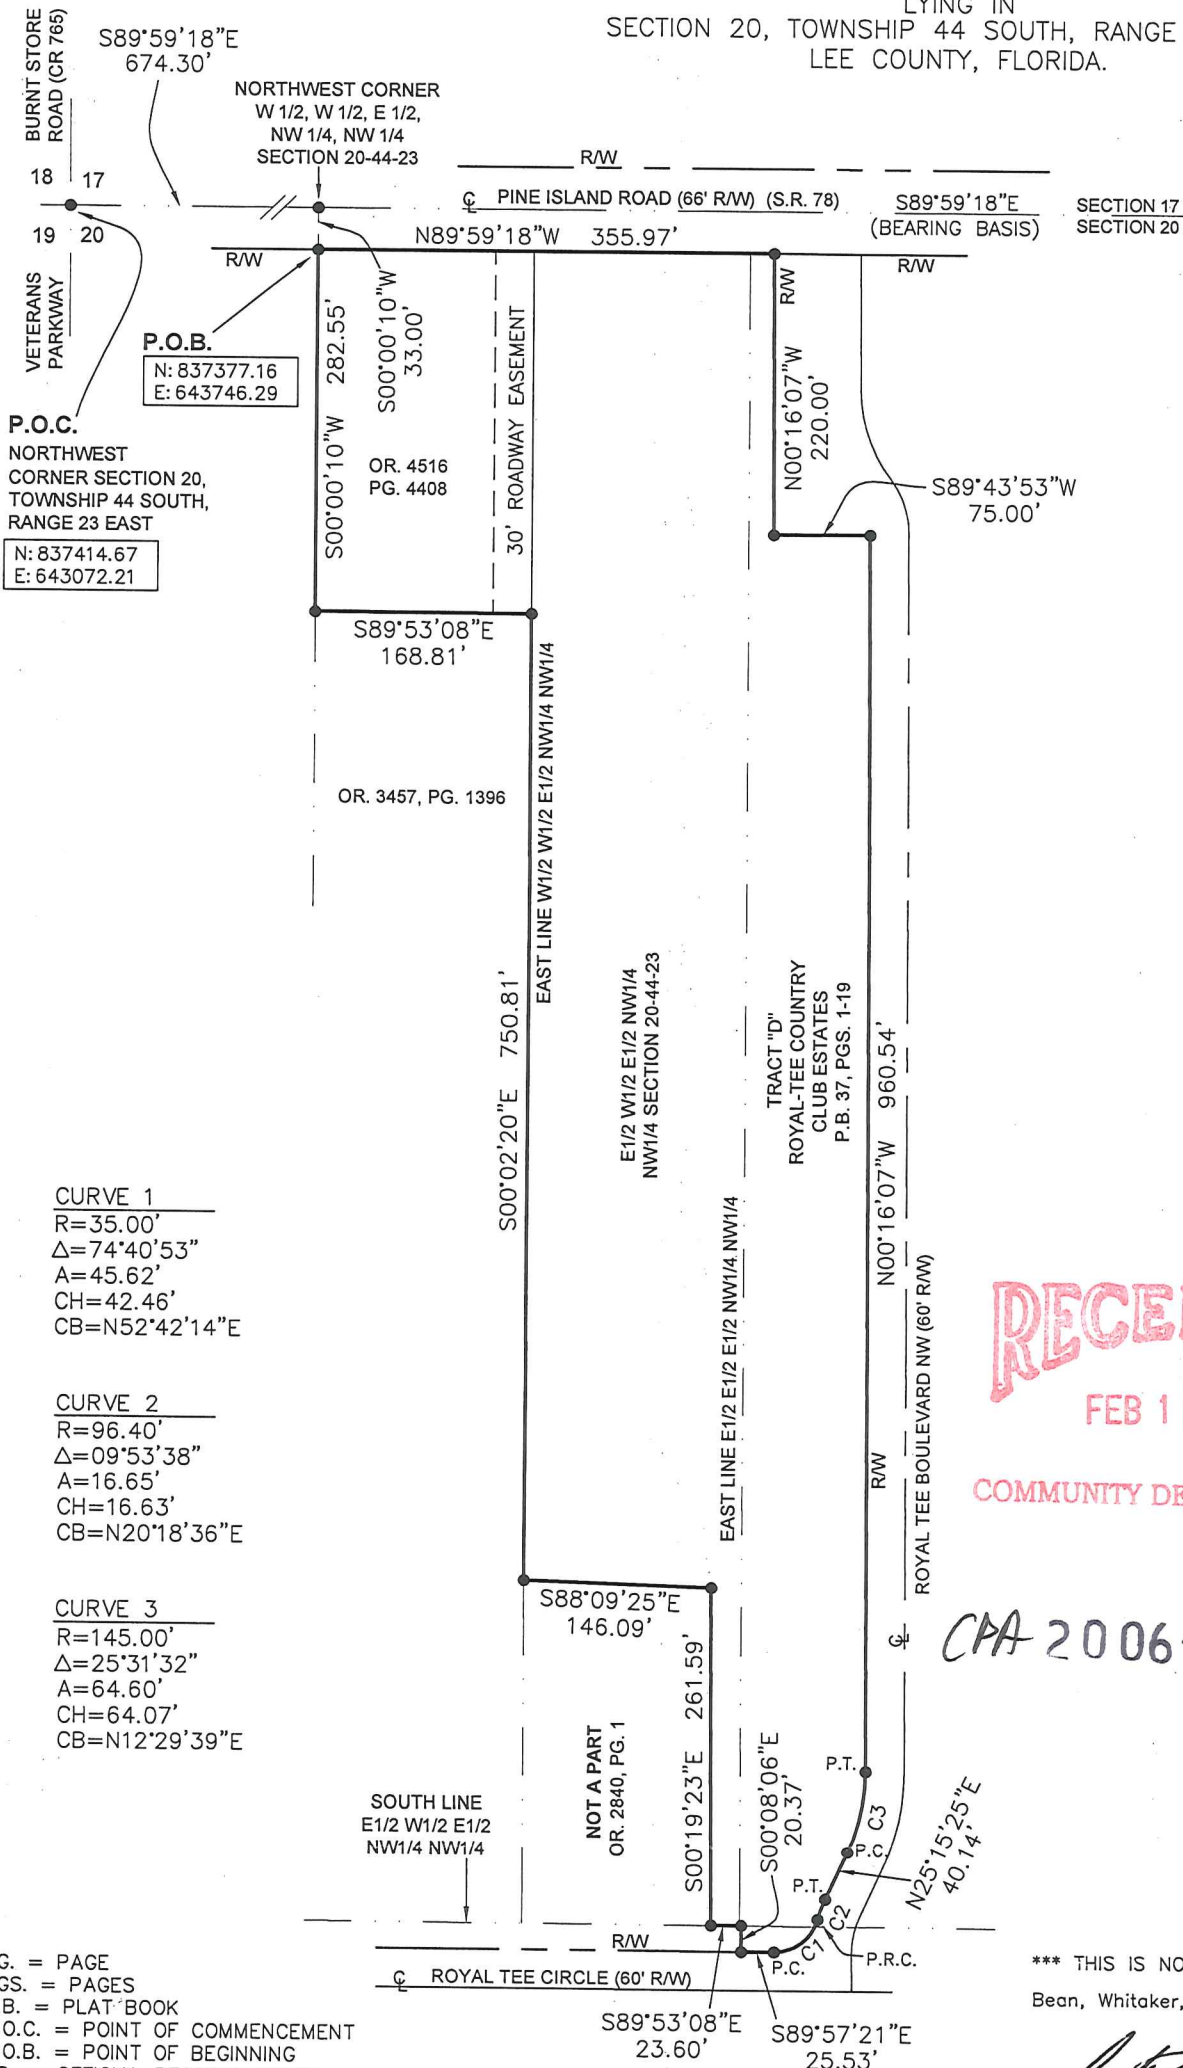 LYING IN
SECTION 20, TOWNSHIP 44 SOUTH, RANGE
LEE COUNTY, FLORIDA.
BURNT STORE
ROAD (CR 765)
S89°59'18"E
674.30'
NORTHWEST CORNER
W 1/2, W 1/2, E 1/2,
NW 1/4, NW 1/4
SECTION 20-44-23
R/W
18 17
19 20
℄ PINE ISLAND ROAD (66' R/W) (S.R. 78)
S89°59'18"E
(BEARING BASIS)
SECTION 17
SECTION 20
N89°59'18"W 355.97'
R/W
R/W
VETERANS
PARKWAY
P.O.B.
N: 837377.16
E: 643746.29
S00°00'10"W 282.55'
S00°00'10"W
33.00'
30' ROADWAY EASEMENT
R/W
N00°16'07"W
220.00'
P.O.C.
NORTHWEST
CORNER SECTION 20,
TOWNSHIP 44 SOUTH,
RANGE 23 EAST
N: 837414.67
E: 643072.21
OR. 4516
PG. 4408
S89°43'53"W
75.00'
S89°53'08"E
168.81'
OR. 3457, PG. 1396
EAST LINE W1/2 W1/2 E1/2 NW1/4 NW1/4
S00°02'20"E 750.81'
E1/2 W1/2 E1/2 NW1/4
NW1/4 SECTION 20-44-23
TRACT "D"
ROYAL-TEE COUNTRY
CLUB ESTATES
P.B. 37, PGS. 1-19
N00°16'07"W 960.54'
EAST LINE E1/2 E1/2 E1/2 NW1/4 NW1/4
R/W
ROYAL TEE BOULEVARD NW (60' R/W)
℄
CURVE 1
R=35.00'
Δ=74°40'53"
A=45.62'
CH=42.46'
CB=N52°42'14"E
CURVE 2
R=96.40'
Δ=09°53'38"
A=16.65'
CH=16.63'
CB=N20°18'36"E
CURVE 3
R=145.00'
Δ=25°31'32"
A=64.60'
CH=64.07'
CB=N12°29'39"E
FEB 1
COMMUNITY DE
CPA 2006-
S88°09'25"E
146.09'
S00°19'23"E 261.59'
NOT A PART
OR. 2840, PG. 1
S00°08'06"E
20.37'
P.T.
C3
P.C.
N25°15'25"E
40.14'
P.T.
C2
C1
P.C.
P.R.C.
SOUTH LINE
E1/2 W1/2 E1/2
NW1/4 NW1/4
R/W
℄ ROYAL TEE CIRCLE (60' R/W)
S89°53'08"E
23.60'
S89°57'21"E
25.53'
G. = PAGE
GS. = PAGES
B. = PLAT BOOK
O.C. = POINT OF COMMENCEMENT
O.B. = POINT OF BEGINNING
*** THIS IS NO
Bean, Whitaker,